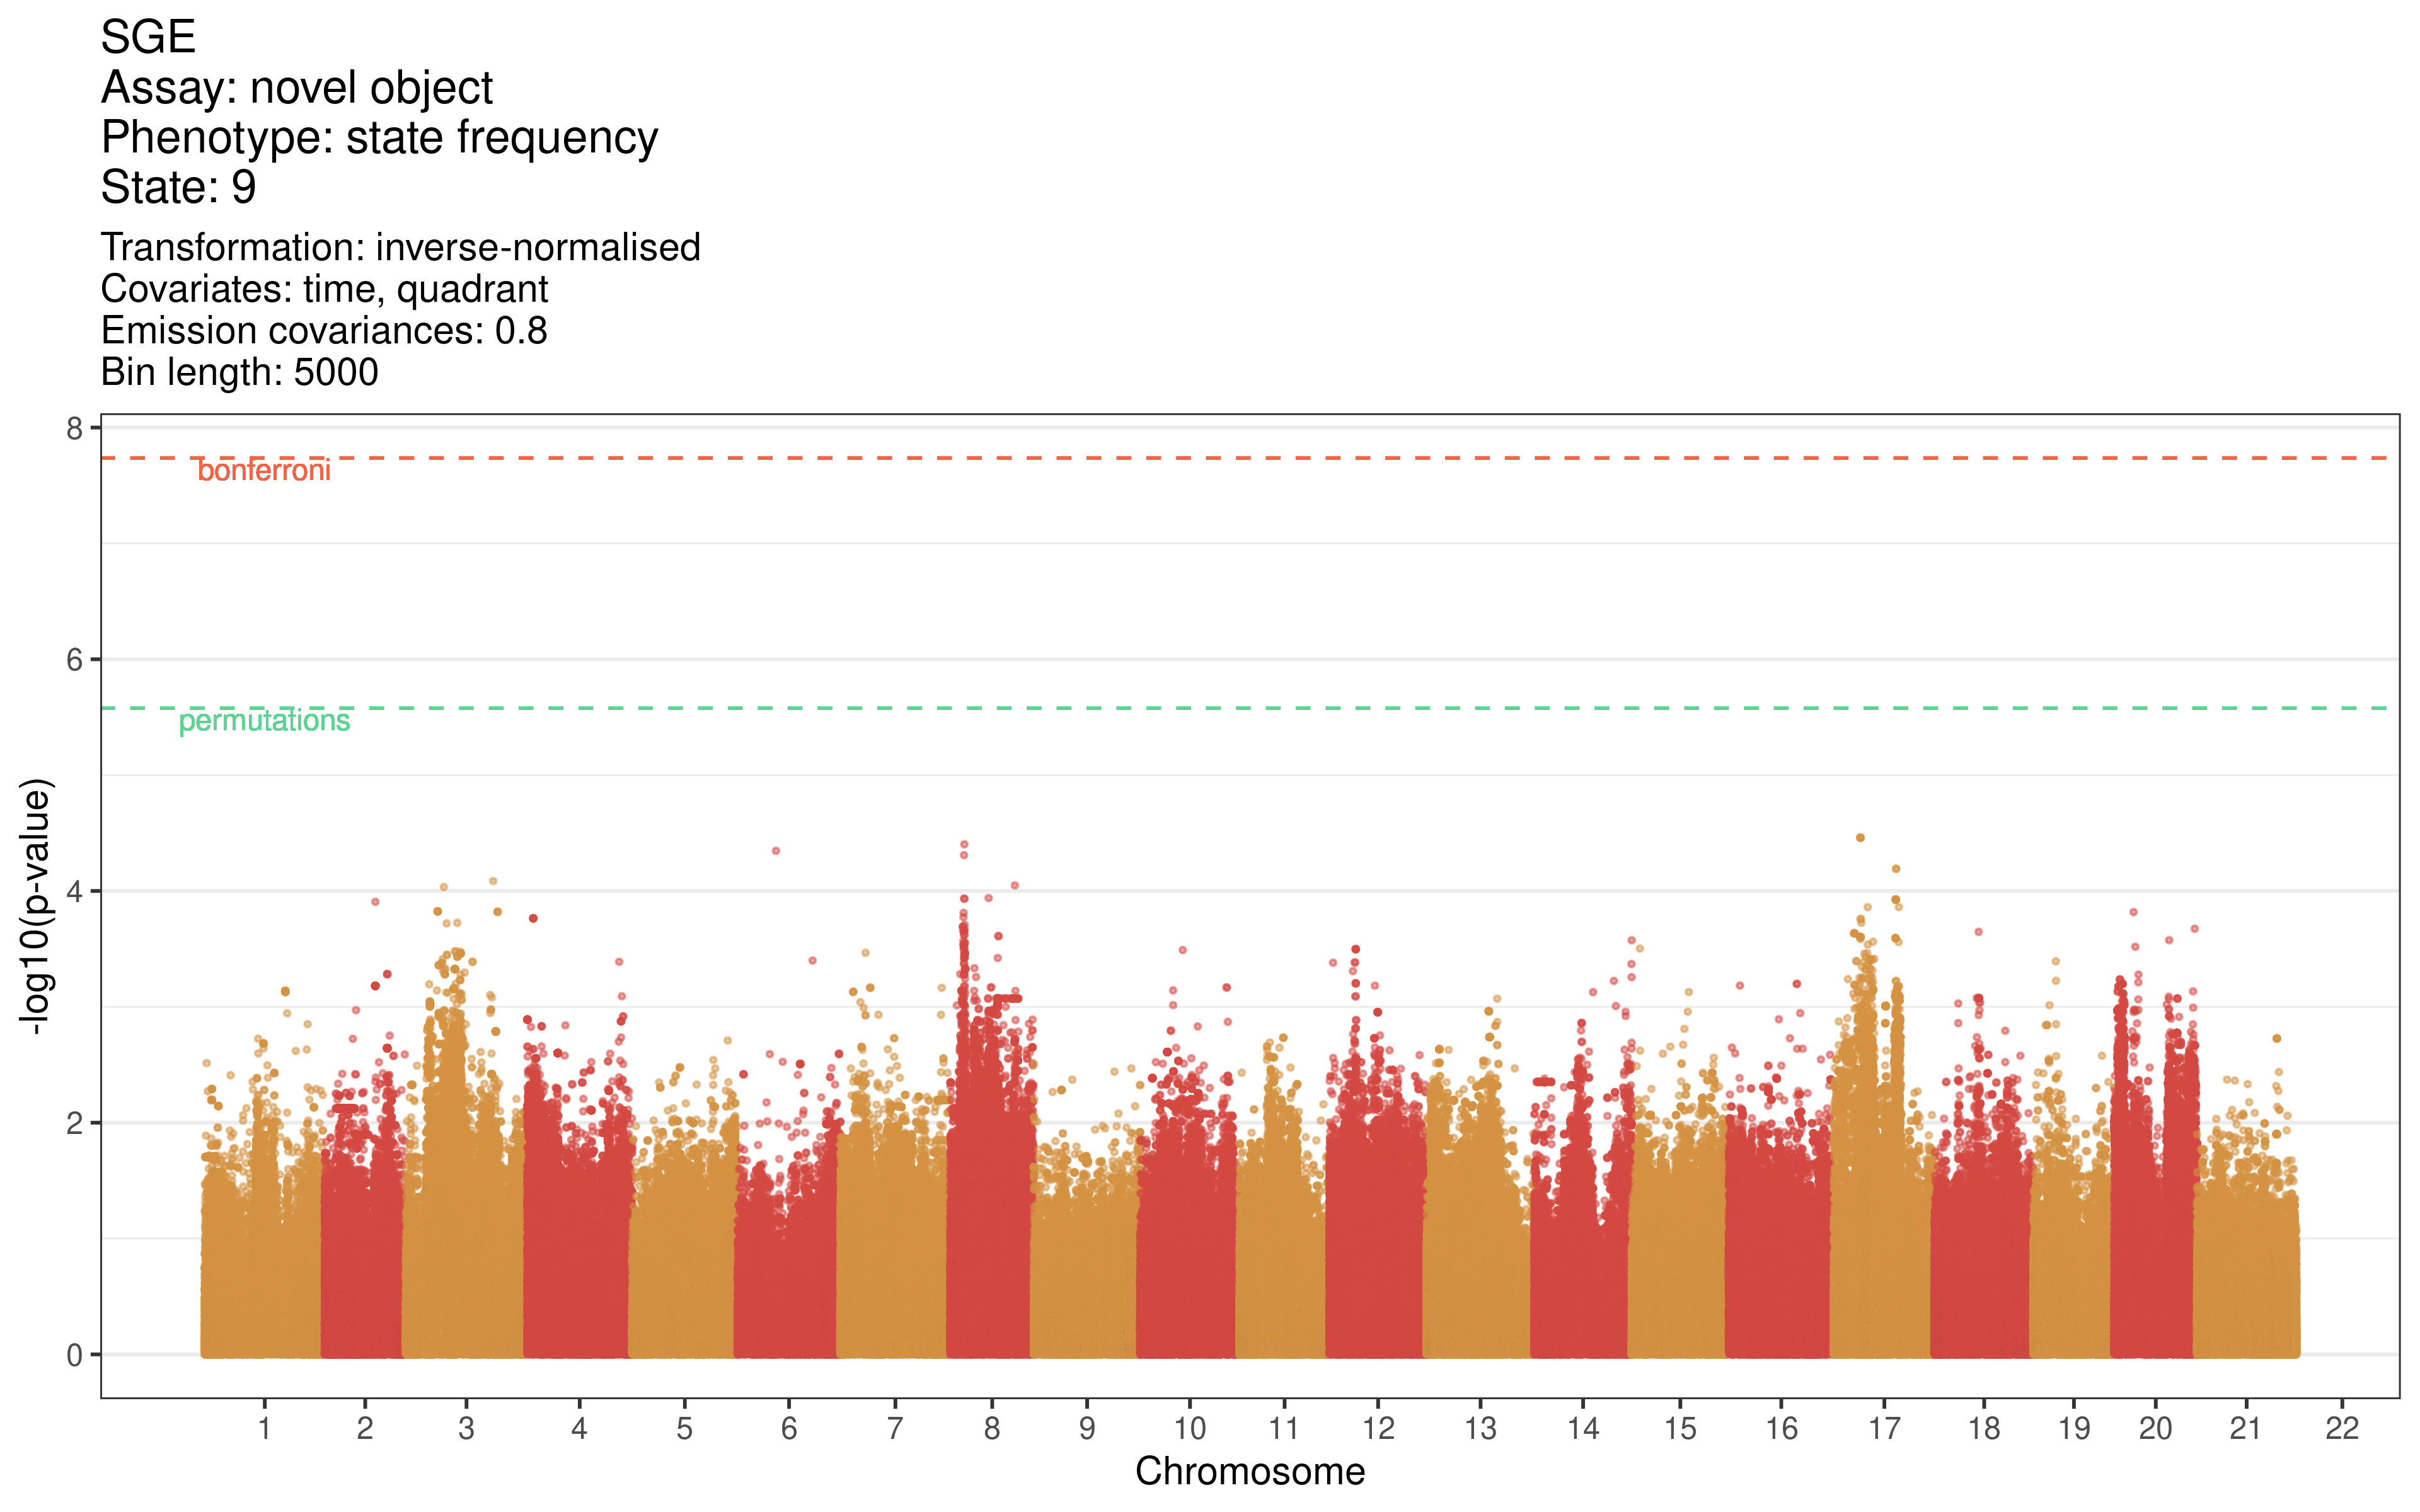 SGE
Assay: novel object
Phenotype: state frequency
State: 9
Transformation: inverse-normalised
Covariates: time, quadrant
Emission covariances: 0.8
Bin length: 5000
8
bonferroni
6
permutations
4
2
0
-log10(p-value)
1 2 3 4 5 6 7 8 9 10 11 12 13 14 15 16 17 18 19 20 21 22
Chromosome